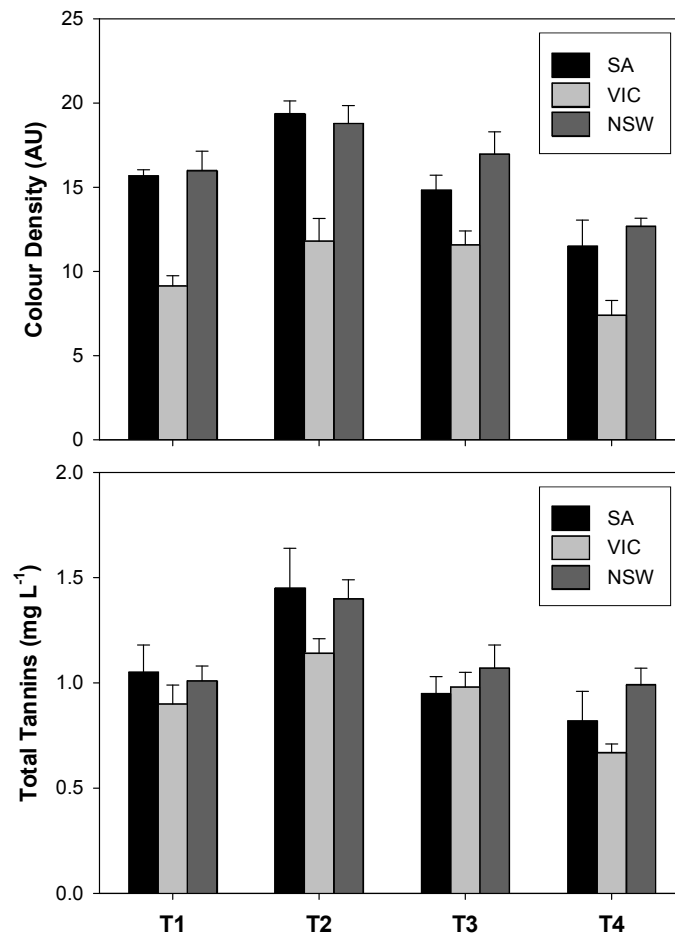 25
20
15
10
5
0
Colour Density (AU)
SA
VIC
NSW
2.0
1.5
1.0
0.5
0.0
Total Tannins (mg L⁻¹)
SA
VIC
NSW
T1 T2 T3 T4